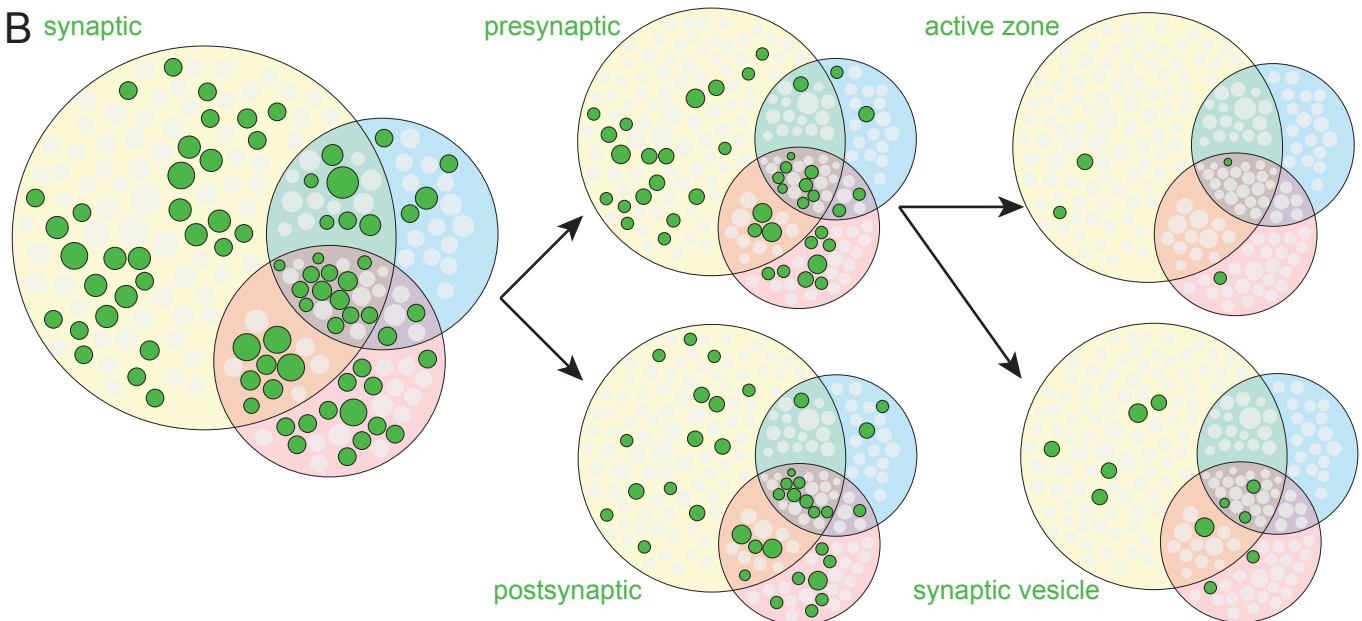 B
synaptic
presynaptic
active zone
postsynaptic
synaptic vesicle